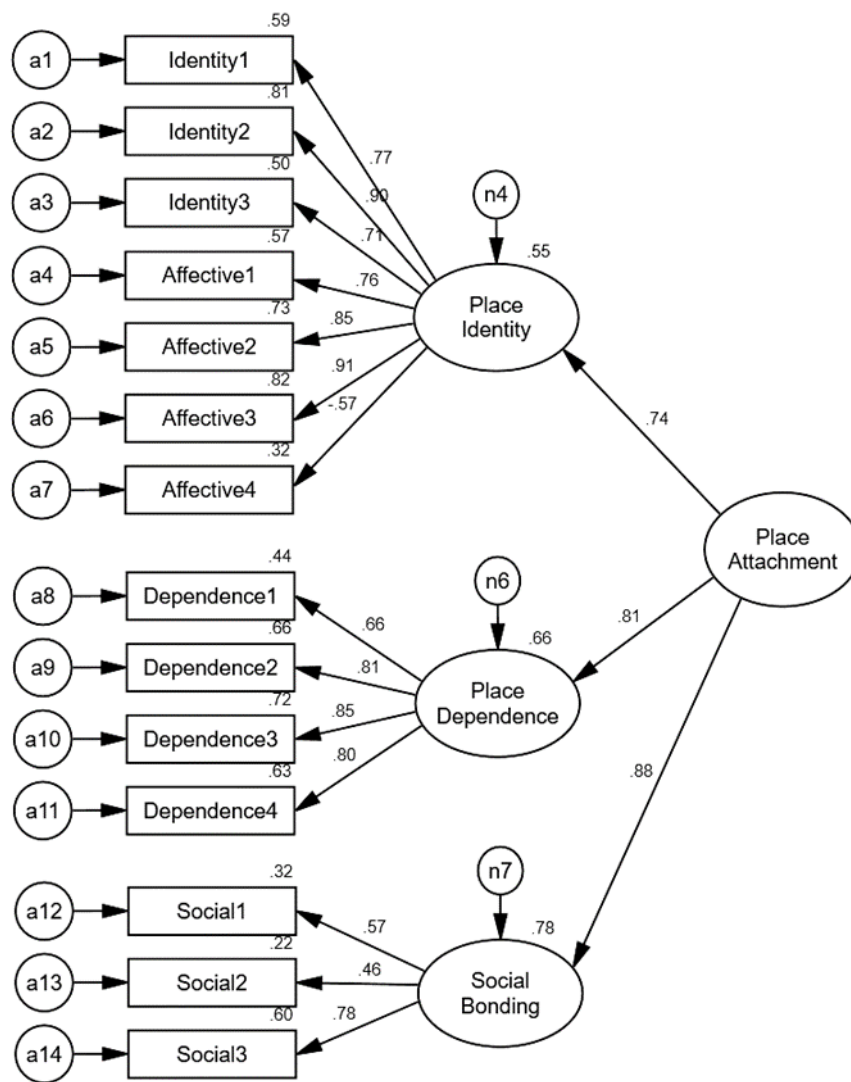 .59
a1
Identity1
.81
a2
Identity2
.77
.50
.90
n4
a3
Identity3
.71
.57
.55
a4
Affective1
.76
Place
Identity
.73
a5
Affective2
.85
.82
.91
a6
Affective3
-.57
.32
.74
a7
Affective4
Place
Attachment
.44
n6
a8
Dependence1
.66
.66
.66
.81
a9
Dependence2
.81
Place
Dependence
.72
a10
Dependence3
.85
.63
.80
a11
Dependence4
.88
.32
n7
a12
Social1
.57
.78
.22
a13
Social2
.46
Social
Bonding
.60
.78
a14
Social3